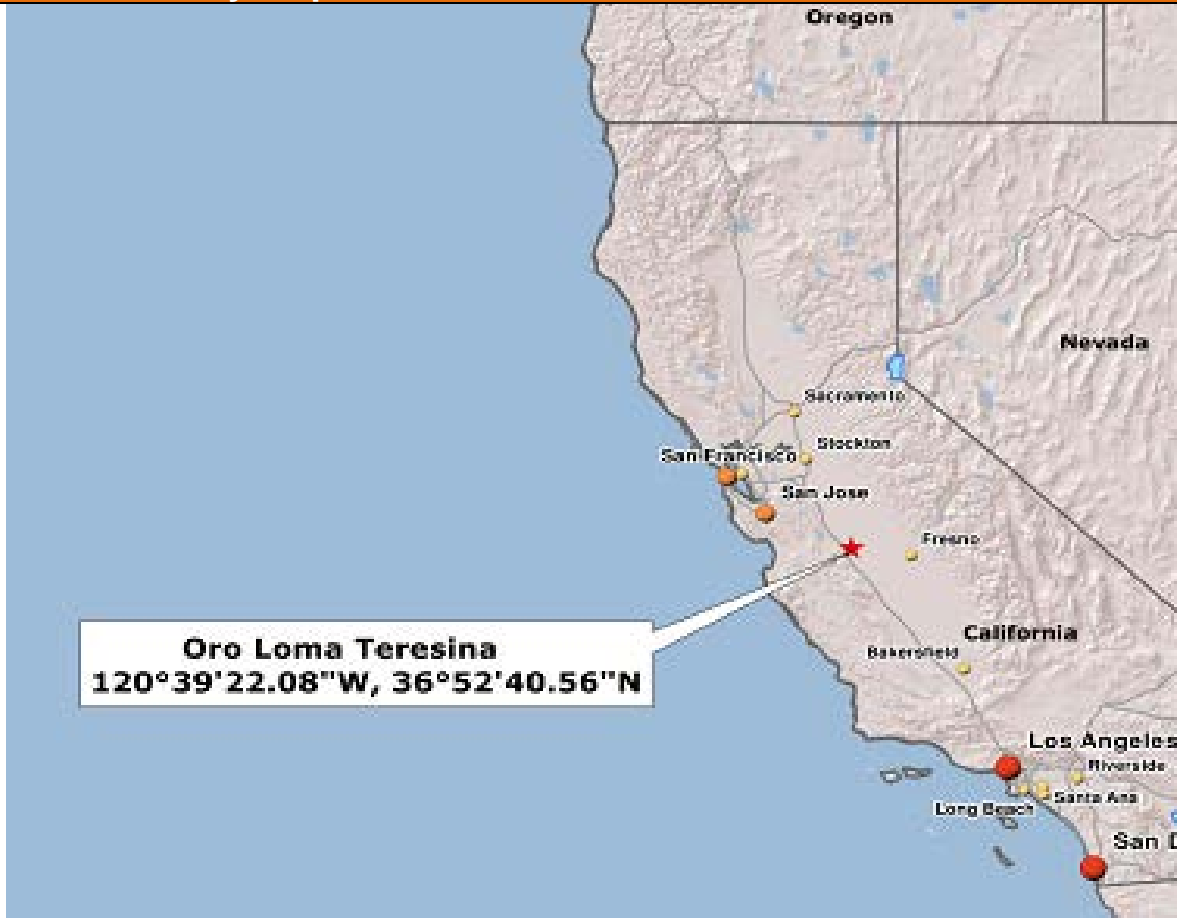 Oregon
Nevada
Sacramento
Stockton
San Francisco
San Jose
Fresno
Oro Loma Teresina
120°39'22.08"W, 36°52'40.56"N
California
Bakersfield
Los Angeles
Riverside
Santa Ana
Long Beach
San D